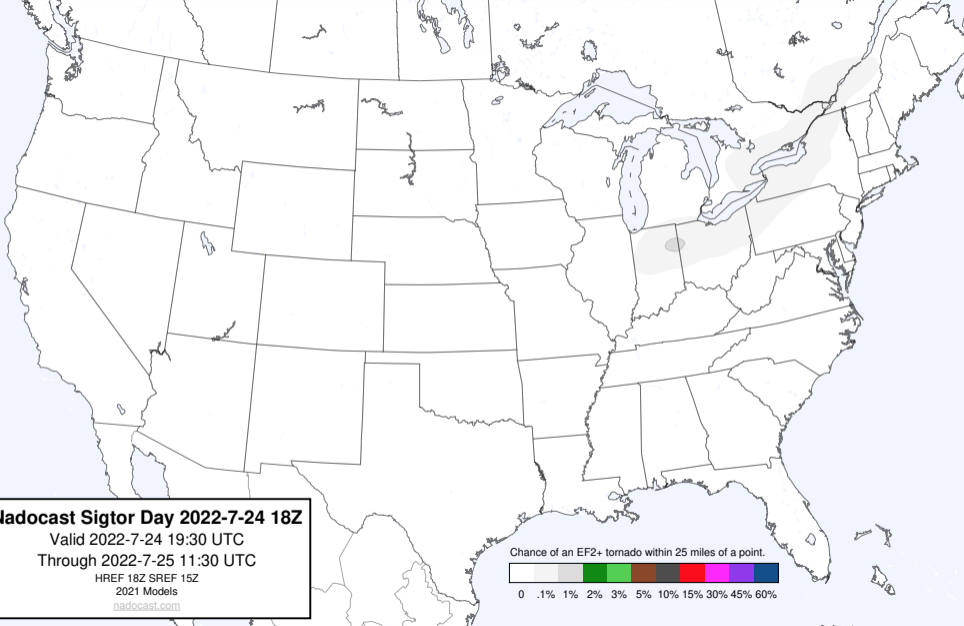 Nadocast Sigtor Day 2022-7-24 18Z
Valid 2022-7-24 19:30 UTC
Through 2022-7-25 11:30 UTC
HREF 18Z SREF 15Z
2021 Models
nadocast.com
Chance of an EF2+ tornado within 25 miles of a point.
0 .1% 1% 2% 3% 5% 10% 15% 30% 45% 60%